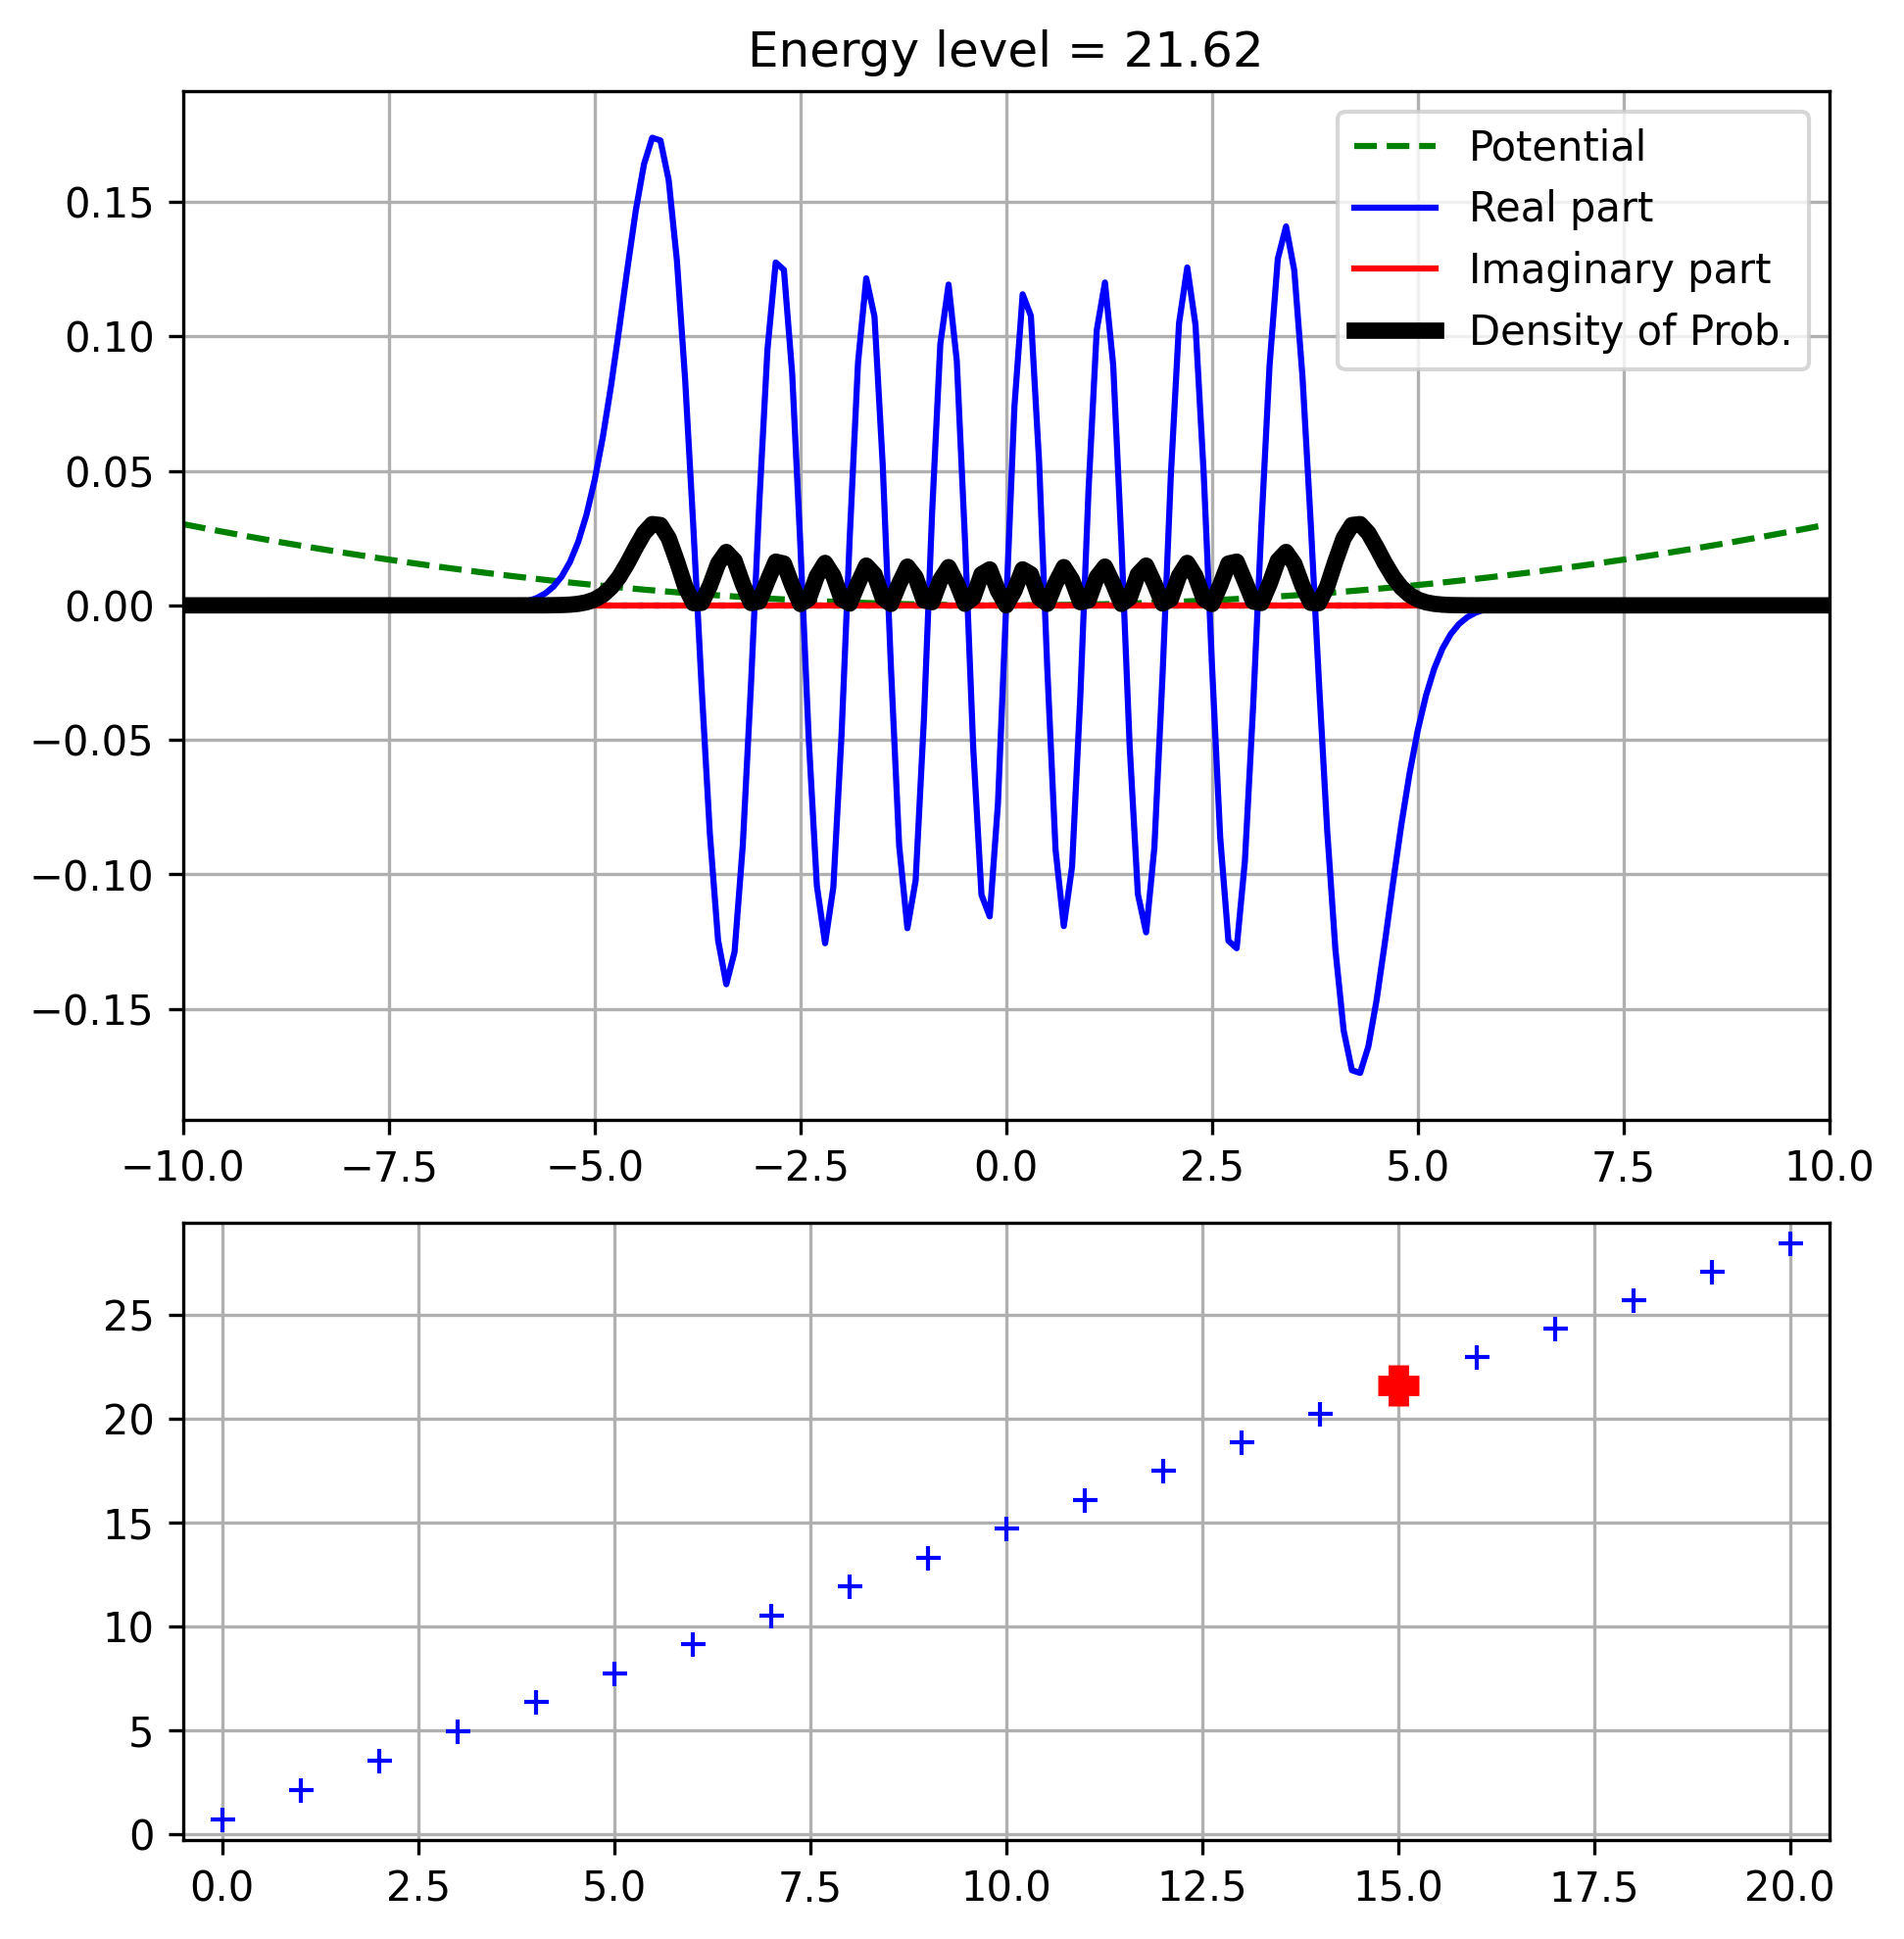 Energy level = 21.62
Potential
Real part
Imaginary part
Density of Prob.
0.15
0.10
0.05
0.00
−0.05
−0.10
−0.15
−10.0 −7.5 −5.0 −2.5 0.0 2.5 5.0 7.5 10.0
25
20
15
10
5
0
0.0 2.5 5.0 7.5 10.0 12.5 15.0 17.5 20.0